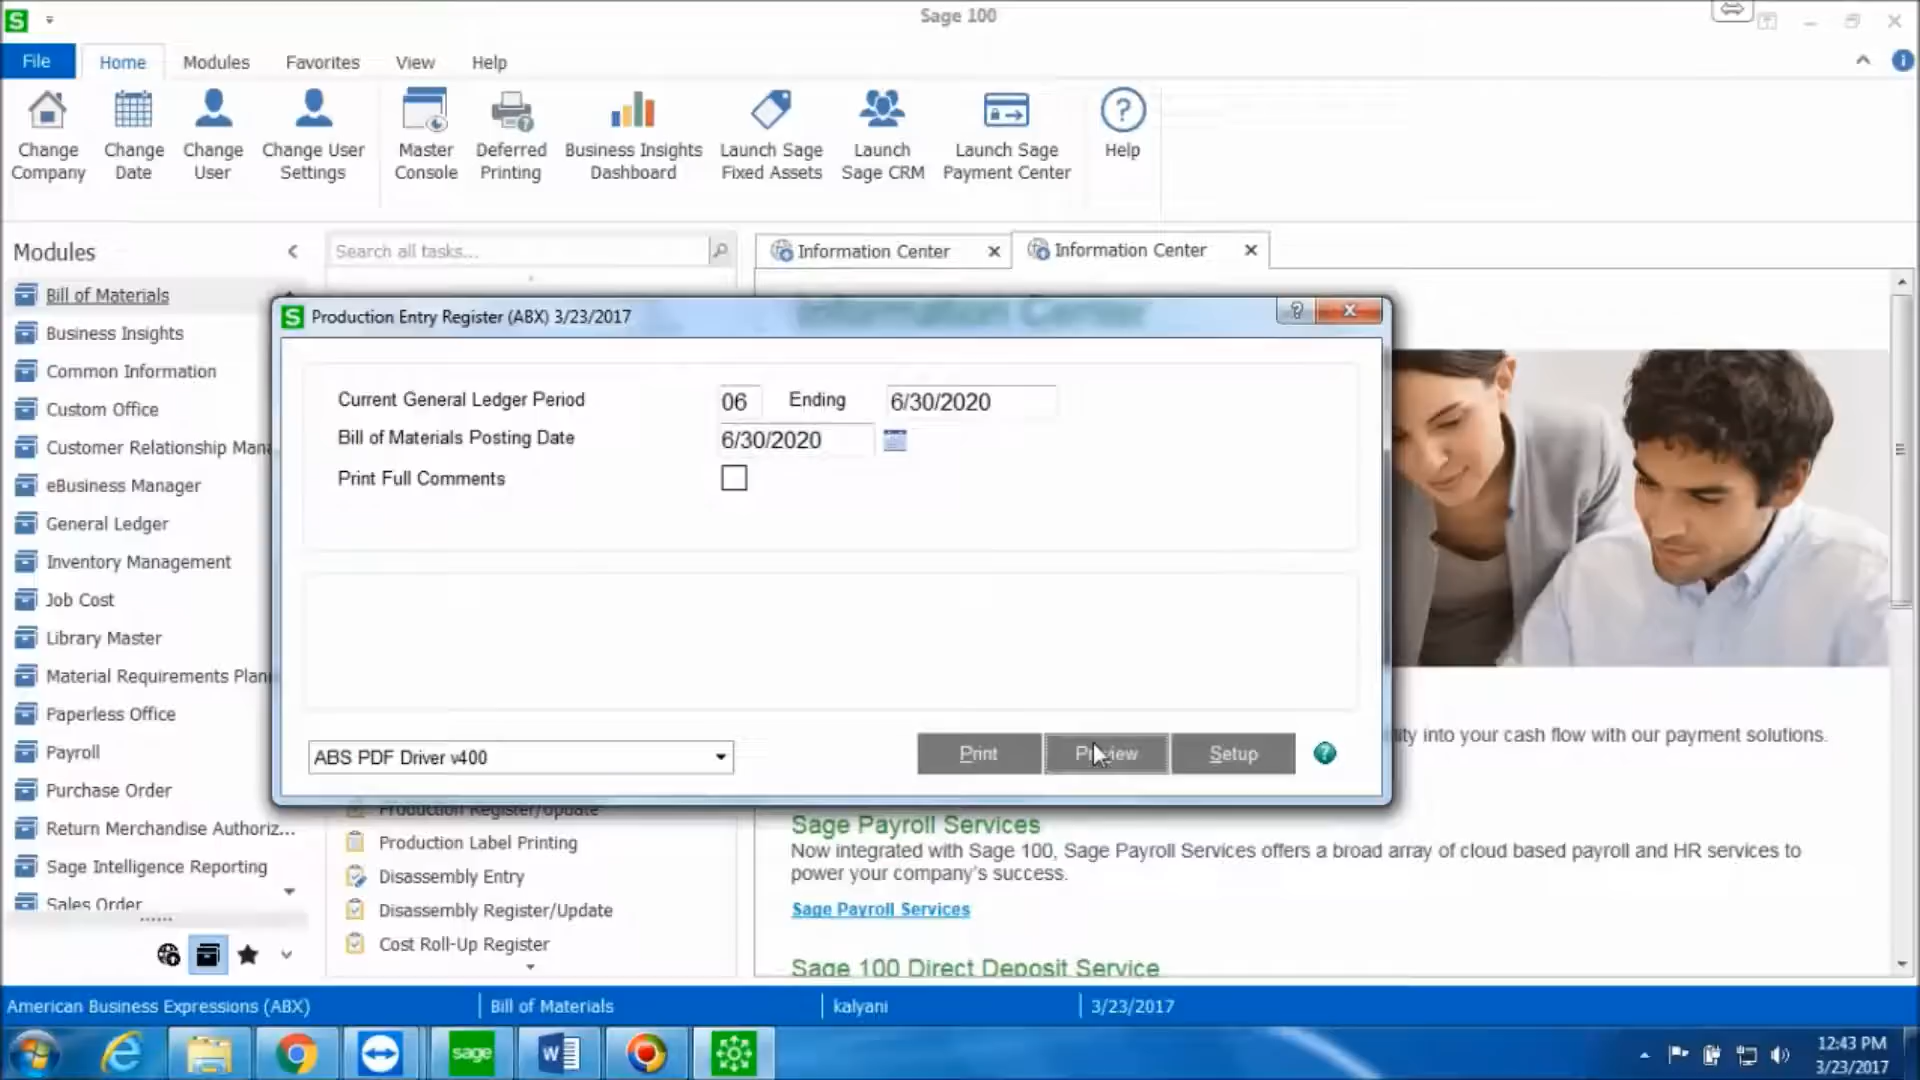 Sage 100
File
Home
Modules
Favorites
View
Help
Change
Company
Change
Date
Change
User
Change User
Settings
Master
Console
Deferred
Printing
Business Insights
Dashboard
Launch Sage
Fixed Assets
Launch
Sage CRM
Launch Sage
Payment Center
Help
Modules
Search all tasks...
Information Center
Information Center
Information Center
Bill of Materials
Business Insights
Common Information
Custom Office
Customer Relationship Mana
eBusiness Manager
General Ledger
Inventory Management
Job Cost
Library Master
Material Requirements Plan
Paperless Office
Payroll
Purchase Order
Return Merchandise Authoriz...
Sage Intelligence Reporting
Sales Order
Production Entry Register (ABX) 3/23/2017
Current General Ledger Period
06
Ending
6/30/2020
Bill of Materials Posting Date
6/30/2020
Print Full Comments
ABS PDF Driver v400
Print
Preview
Setup
Production Register/Update
Production Label Printing
Disassembly Entry
Disassembly Register/Update
Cost Roll-Up Register
into your cash flow with our payment solutions.
Sage Payroll Services
Now integrated with Sage 100, Sage Payroll Services offers a broad array of cloud based payroll and HR services to
power your company's success.
Sage Payroll Services
Sage 100 Direct Deposit Service
American Business Expressions (ABX)
Bill of Materials
kalyani
3/23/2017
sage
12:43 PM
3/23/2017